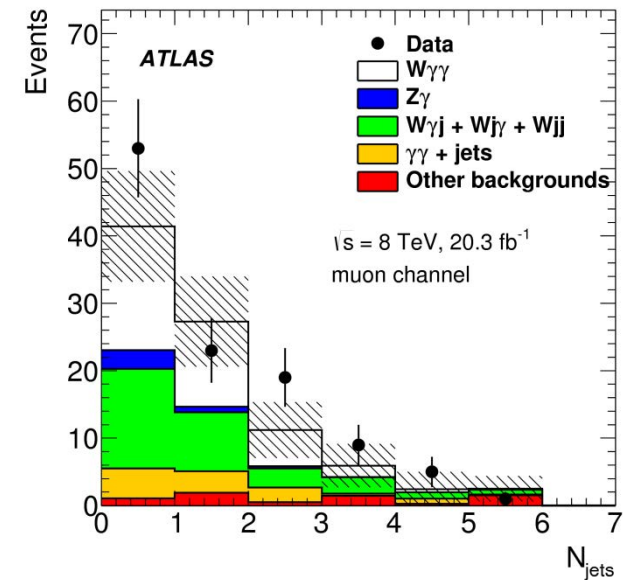 Events
70
60
50
40
30
20
10
0
ATLAS
Data
Wγγ
Zγ
Wγj + Wjγ + Wjj
γγ + jets
Other backgrounds
√s = 8 TeV, 20.3 fb⁻¹
muon channel
0 1 2 3 4 5 6 7
N_jets